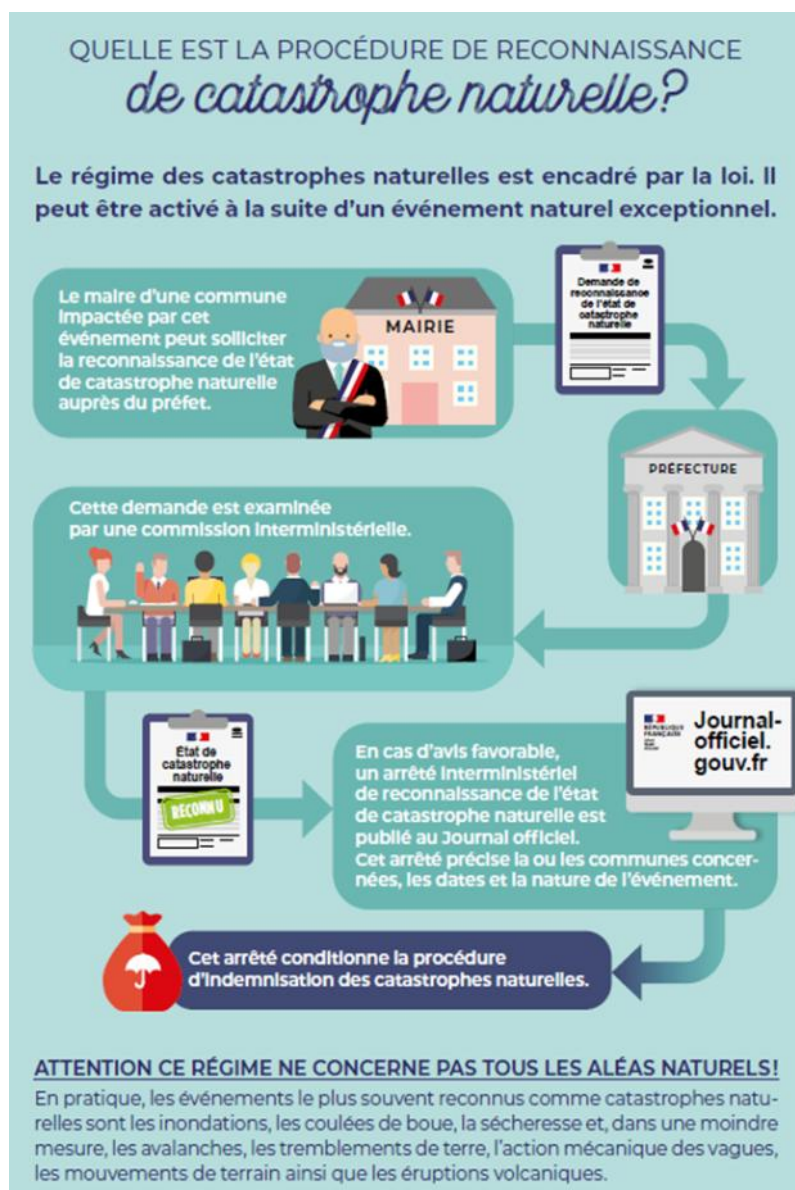 QUELLE EST LA PROCÉDURE DE RECONNAISSANCE
de catastrophe naturelle?
Le régime des catastrophes naturelles est encadré par la loi. Il
peut être activé à la suite d'un événement naturel exceptionnel.
Le maire d'une commune
impactée par cet
événement peut solliciter
la reconnaissance de l'état
de catastrophe naturelle
auprès du préfet.
MAIRIE
Demande de
reconnaissance
de l'état de
catastrophe
naturelle
PRÉFECTURE
Cette demande est examinée
par une commission interministérielle.
État de
catastrophe
naturelle
RECONNU
En cas d'avis favorable,
un arrêté interministériel
de reconnaissance de l'état
de catastrophe naturelle est
publié au Journal officiel.
Cet arrêté précise la ou les communes concer-
nées, les dates et la nature de l'événement.
RÉPUBLIQUE
FRANÇAISE
Journal-
officiel.
gouv.fr
Cet arrêté conditionne la procédure
d'indemnisation des catastrophes naturelles.
ATTENTION CE RÉGIME NE CONCERNE PAS TOUS LES ALÉAS NATURELS!
En pratique, les événements le plus souvent reconnus comme catastrophes natu-
relles sont les inondations, les coulées de boue, la sécheresse et, dans une moindre
mesure, les avalanches, les tremblements de terre, l'action mécanique des vagues,
les mouvements de terrain ainsi que les éruptions volcaniques.